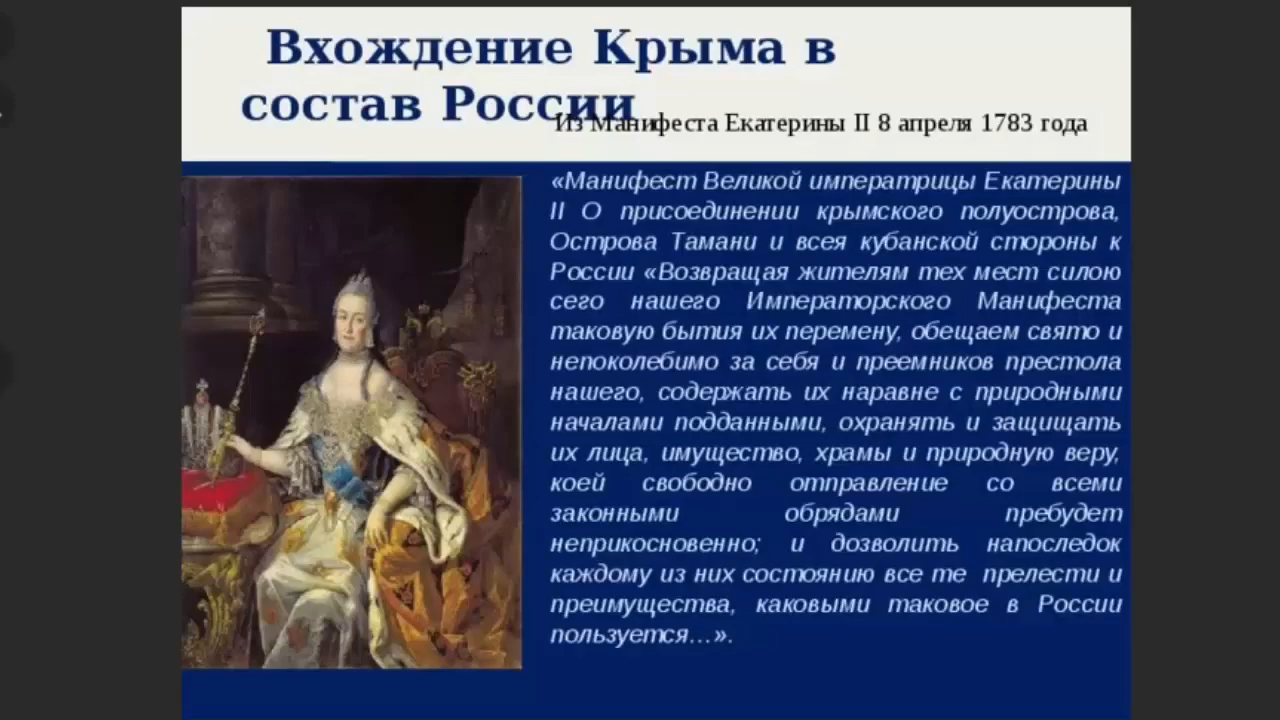 Вхождение Крыма в
состав России
Из Манифеста Екатерины II 8 апреля 1783 года
«Манифест Великой императрицы Екатерины
II О присоединении крымского полуострова,
Острова Тамани и всея кубанской стороны к
России «Возвращая жителям тех мест силою
сего нашего Императорского Манифеста
таковую бытия их перемену, обещаем свято и
непоколебимо за себя и преемников престола
нашего, содержать их наравне с природными
началами подданными, охранять и защищать
их лица, имущество, храмы и природную веру,
коей свободно отправление со всеми
законными обрядами пребудет
неприкосновенно; и дозволить напоследок
каждому из них состоянию все те прелести и
преимущества, каковыми таковое в России
пользуется…».